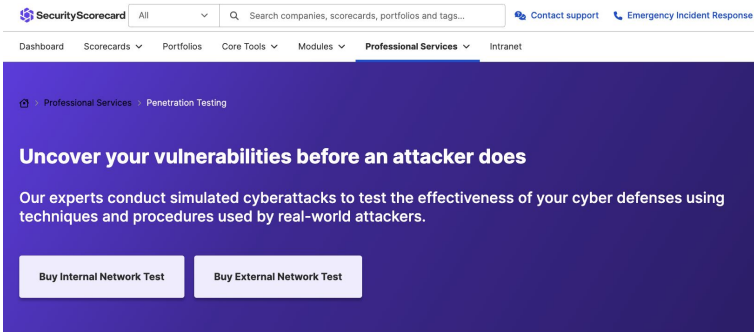 SecurityScorecard All Search companies, scorecards, portfolios and tags... Contact support Emergency Incident Response
Dashboard Scorecards Portfolios Core Tools Modules Professional Services Intranet
> Professional Services > Penetration Testing
Uncover your vulnerabilities before an attacker does
Our experts conduct simulated cyberattacks to test the effectiveness of your cyber defenses using
techniques and procedures used by real-world attackers.
Buy Internal Network Test Buy External Network Test